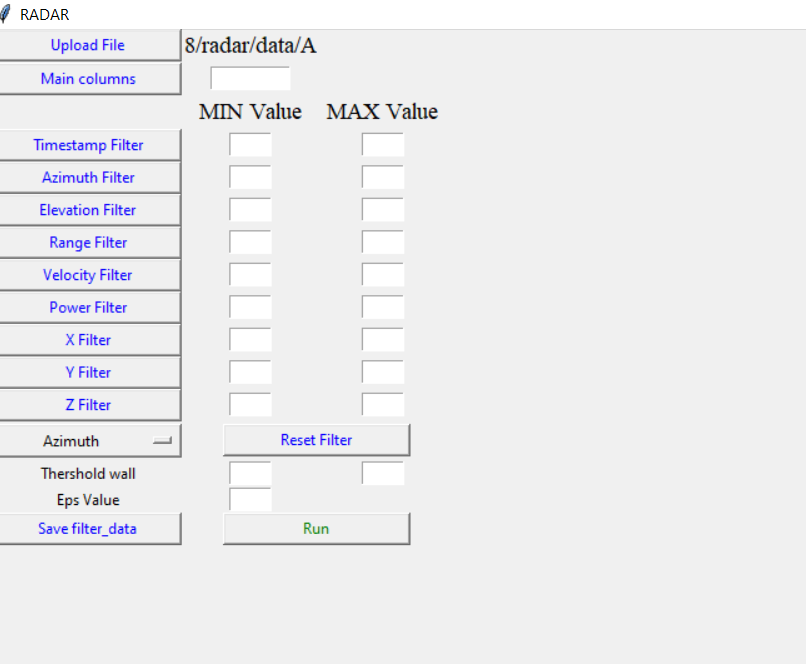 RADAR
Upload File 8/radar/data/A
Main columns
MIN Value MAX Value
Timestamp Filter
Azimuth Filter
Elevation Filter
Range Filter
Velocity Filter
Power Filter
X Filter
Y Filter
Z Filter
Azimuth Reset Filter
Thershold wall
Eps Value
Save filter_data Run